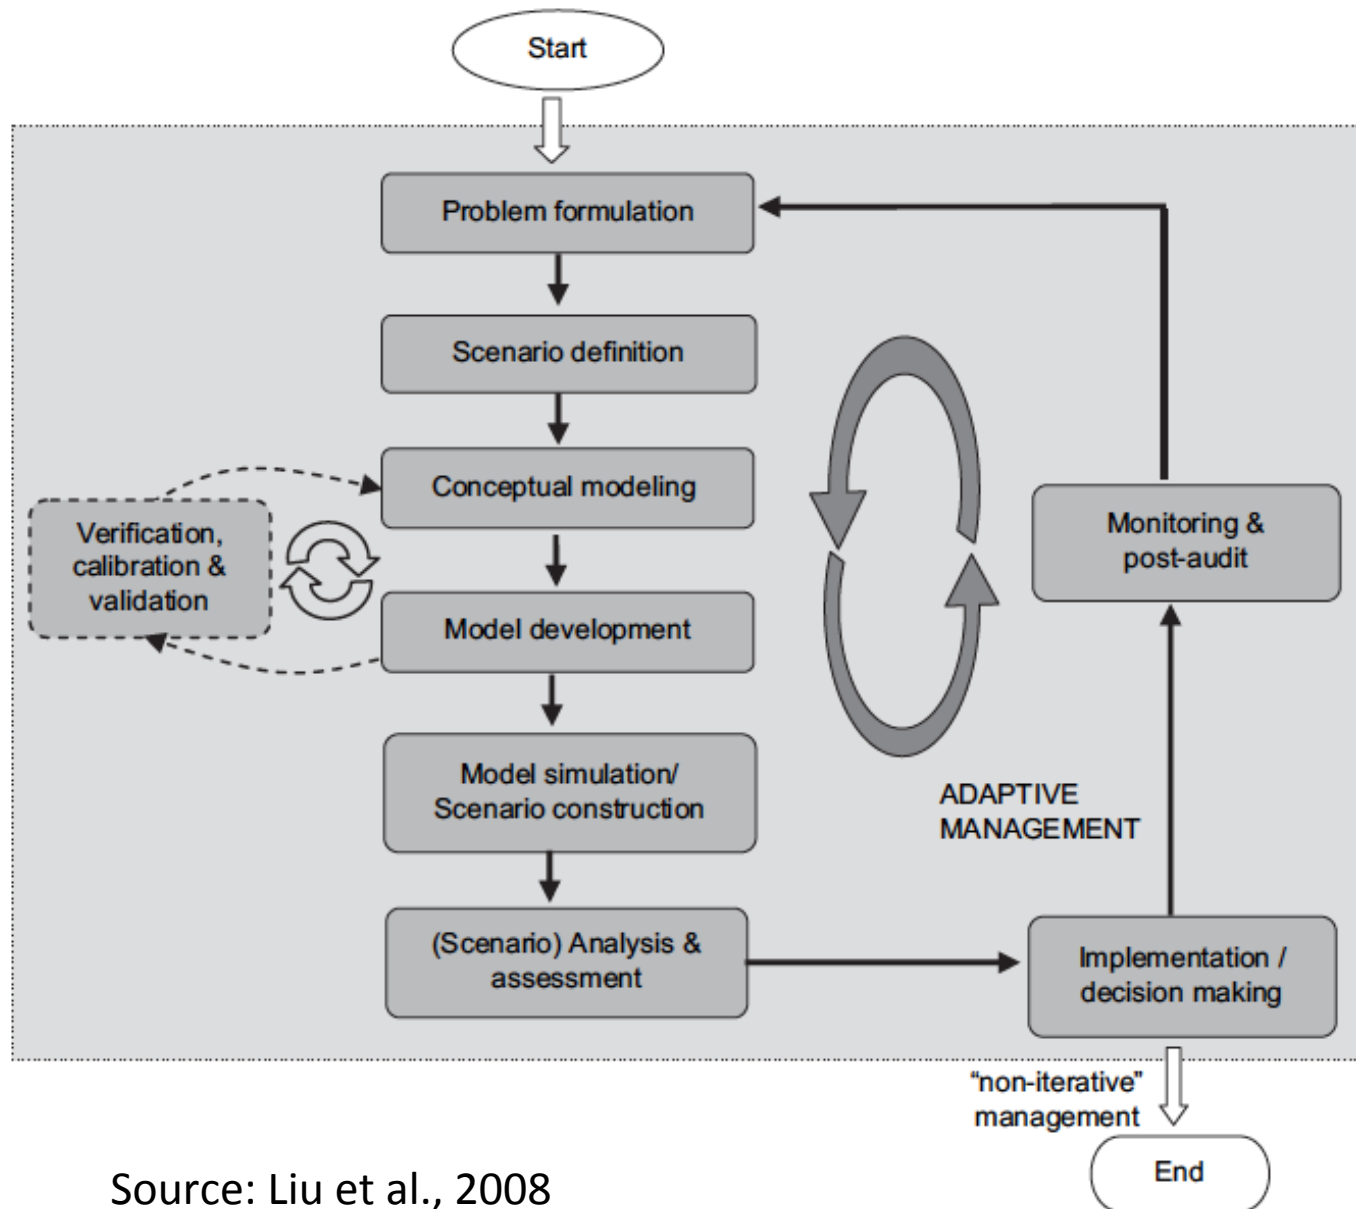 Start
Problem formulation
Scenario definition
Conceptual modeling
Verification,
calibration &
validation
Model development
Model simulation/
Scenario construction
(Scenario) Analysis &
assessment
Monitoring &
post-audit
ADAPTIVE
MANAGEMENT
Implementation /
decision making
“non-iterative”
management
End
Source: Liu et al., 2008